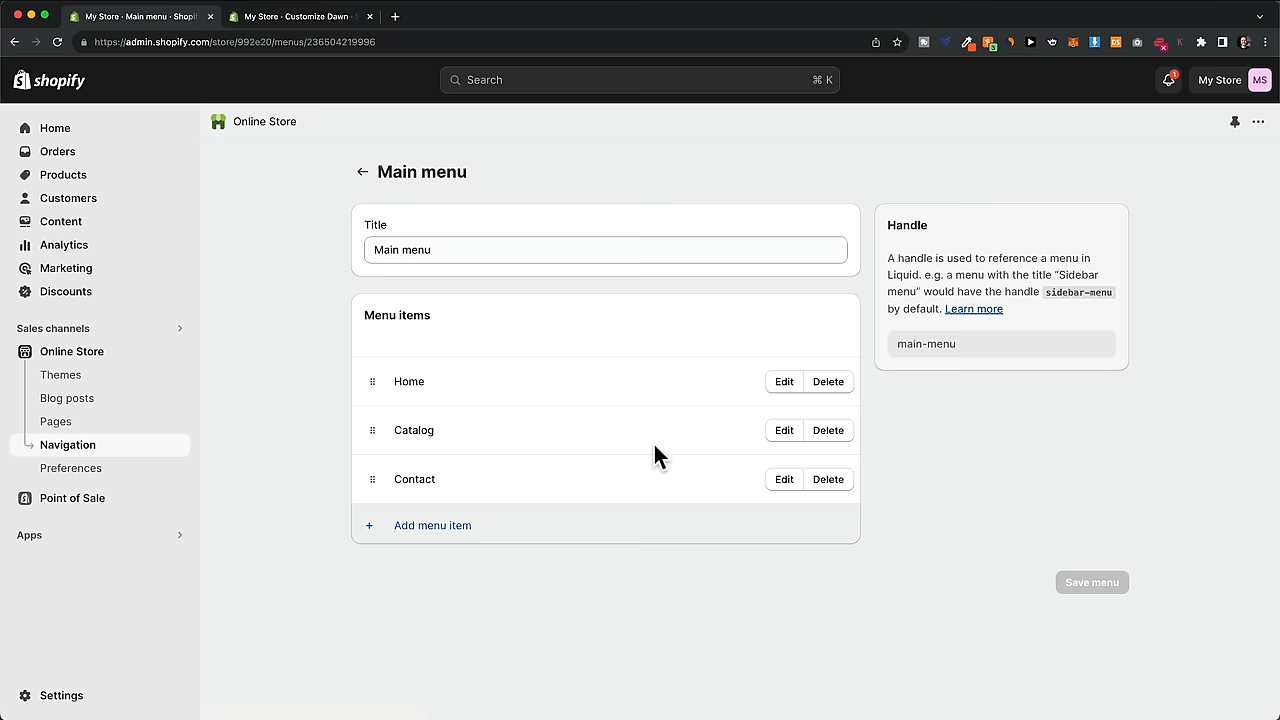 My Store · Main menu · Shopif
My Store · Customize Dawn ·
https://admin.shopify.com/store/992e20/menus/236504219996
shopify
Search
⌘ K
1
My Store
MS
Home
Orders
Products
Customers
Content
Analytics
Marketing
Discounts
Sales channels
Online Store
Themes
Blog posts
Pages
Navigation
Preferences
Point of Sale
Apps
Settings
Online Store
Main menu
Title
Main menu
Menu items
Home
Edit
Delete
Catalog
Edit
Delete
Contact
Edit
Delete
+ Add menu item
Handle
A handle is used to reference a menu in
Liquid. e.g. a menu with the title “Sidebar
menu” would have the handle sidebar-menu
by default. Learn more
main-menu
Save menu